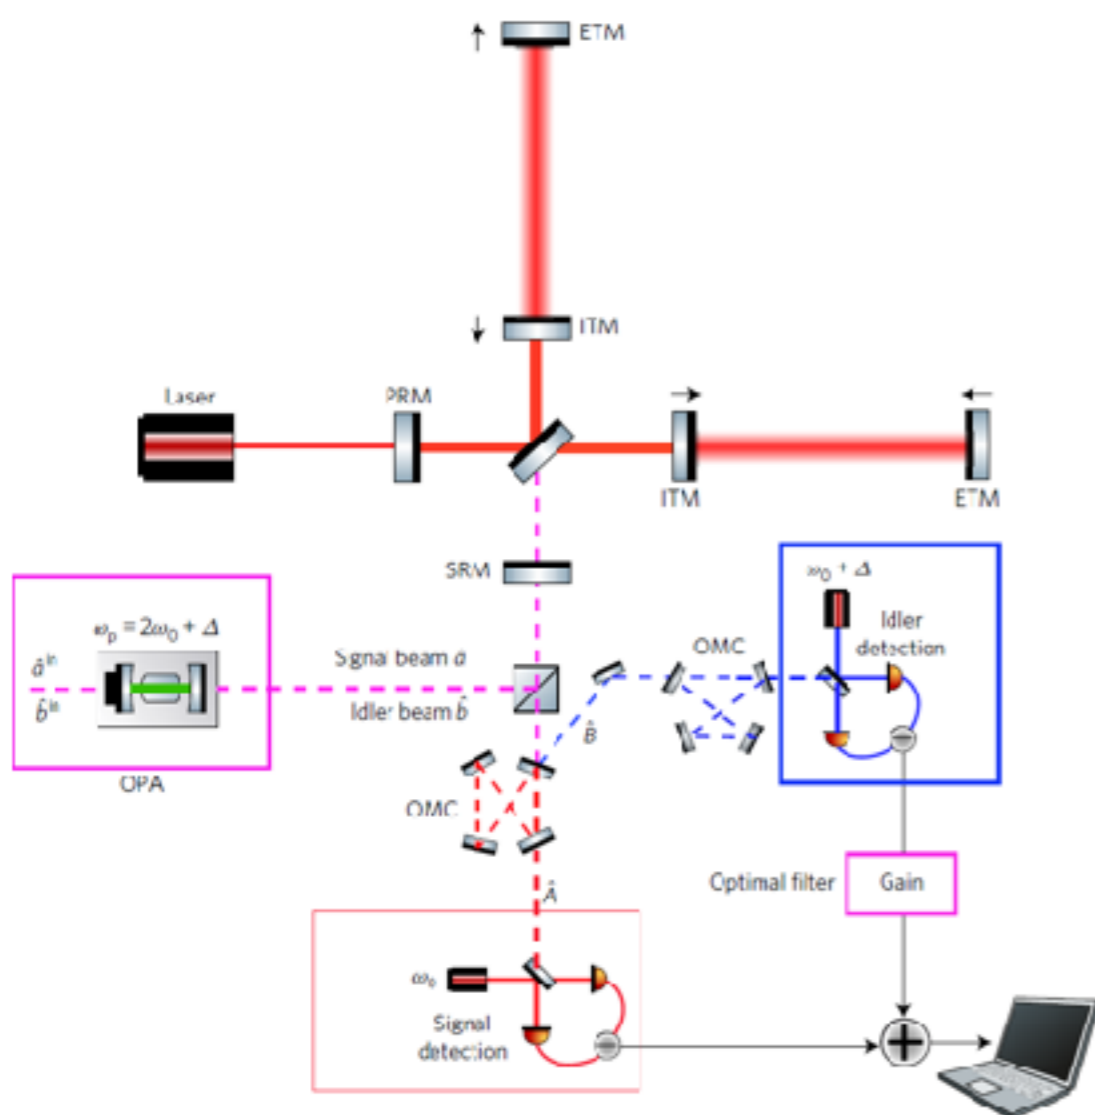 ETM
ITM
Laser
PRM
ITM
ETM
SRM
ω₀ + Δ
Idler
detection
OMC
ωₚ = 2ω₀ + Δ
Signal beam â
Idler beam b̂
âⁱⁿ
b̂ⁱⁿ
OPA
B̂
OMC
Optimal filter
Gain
Â
ω₀
Signal
detection